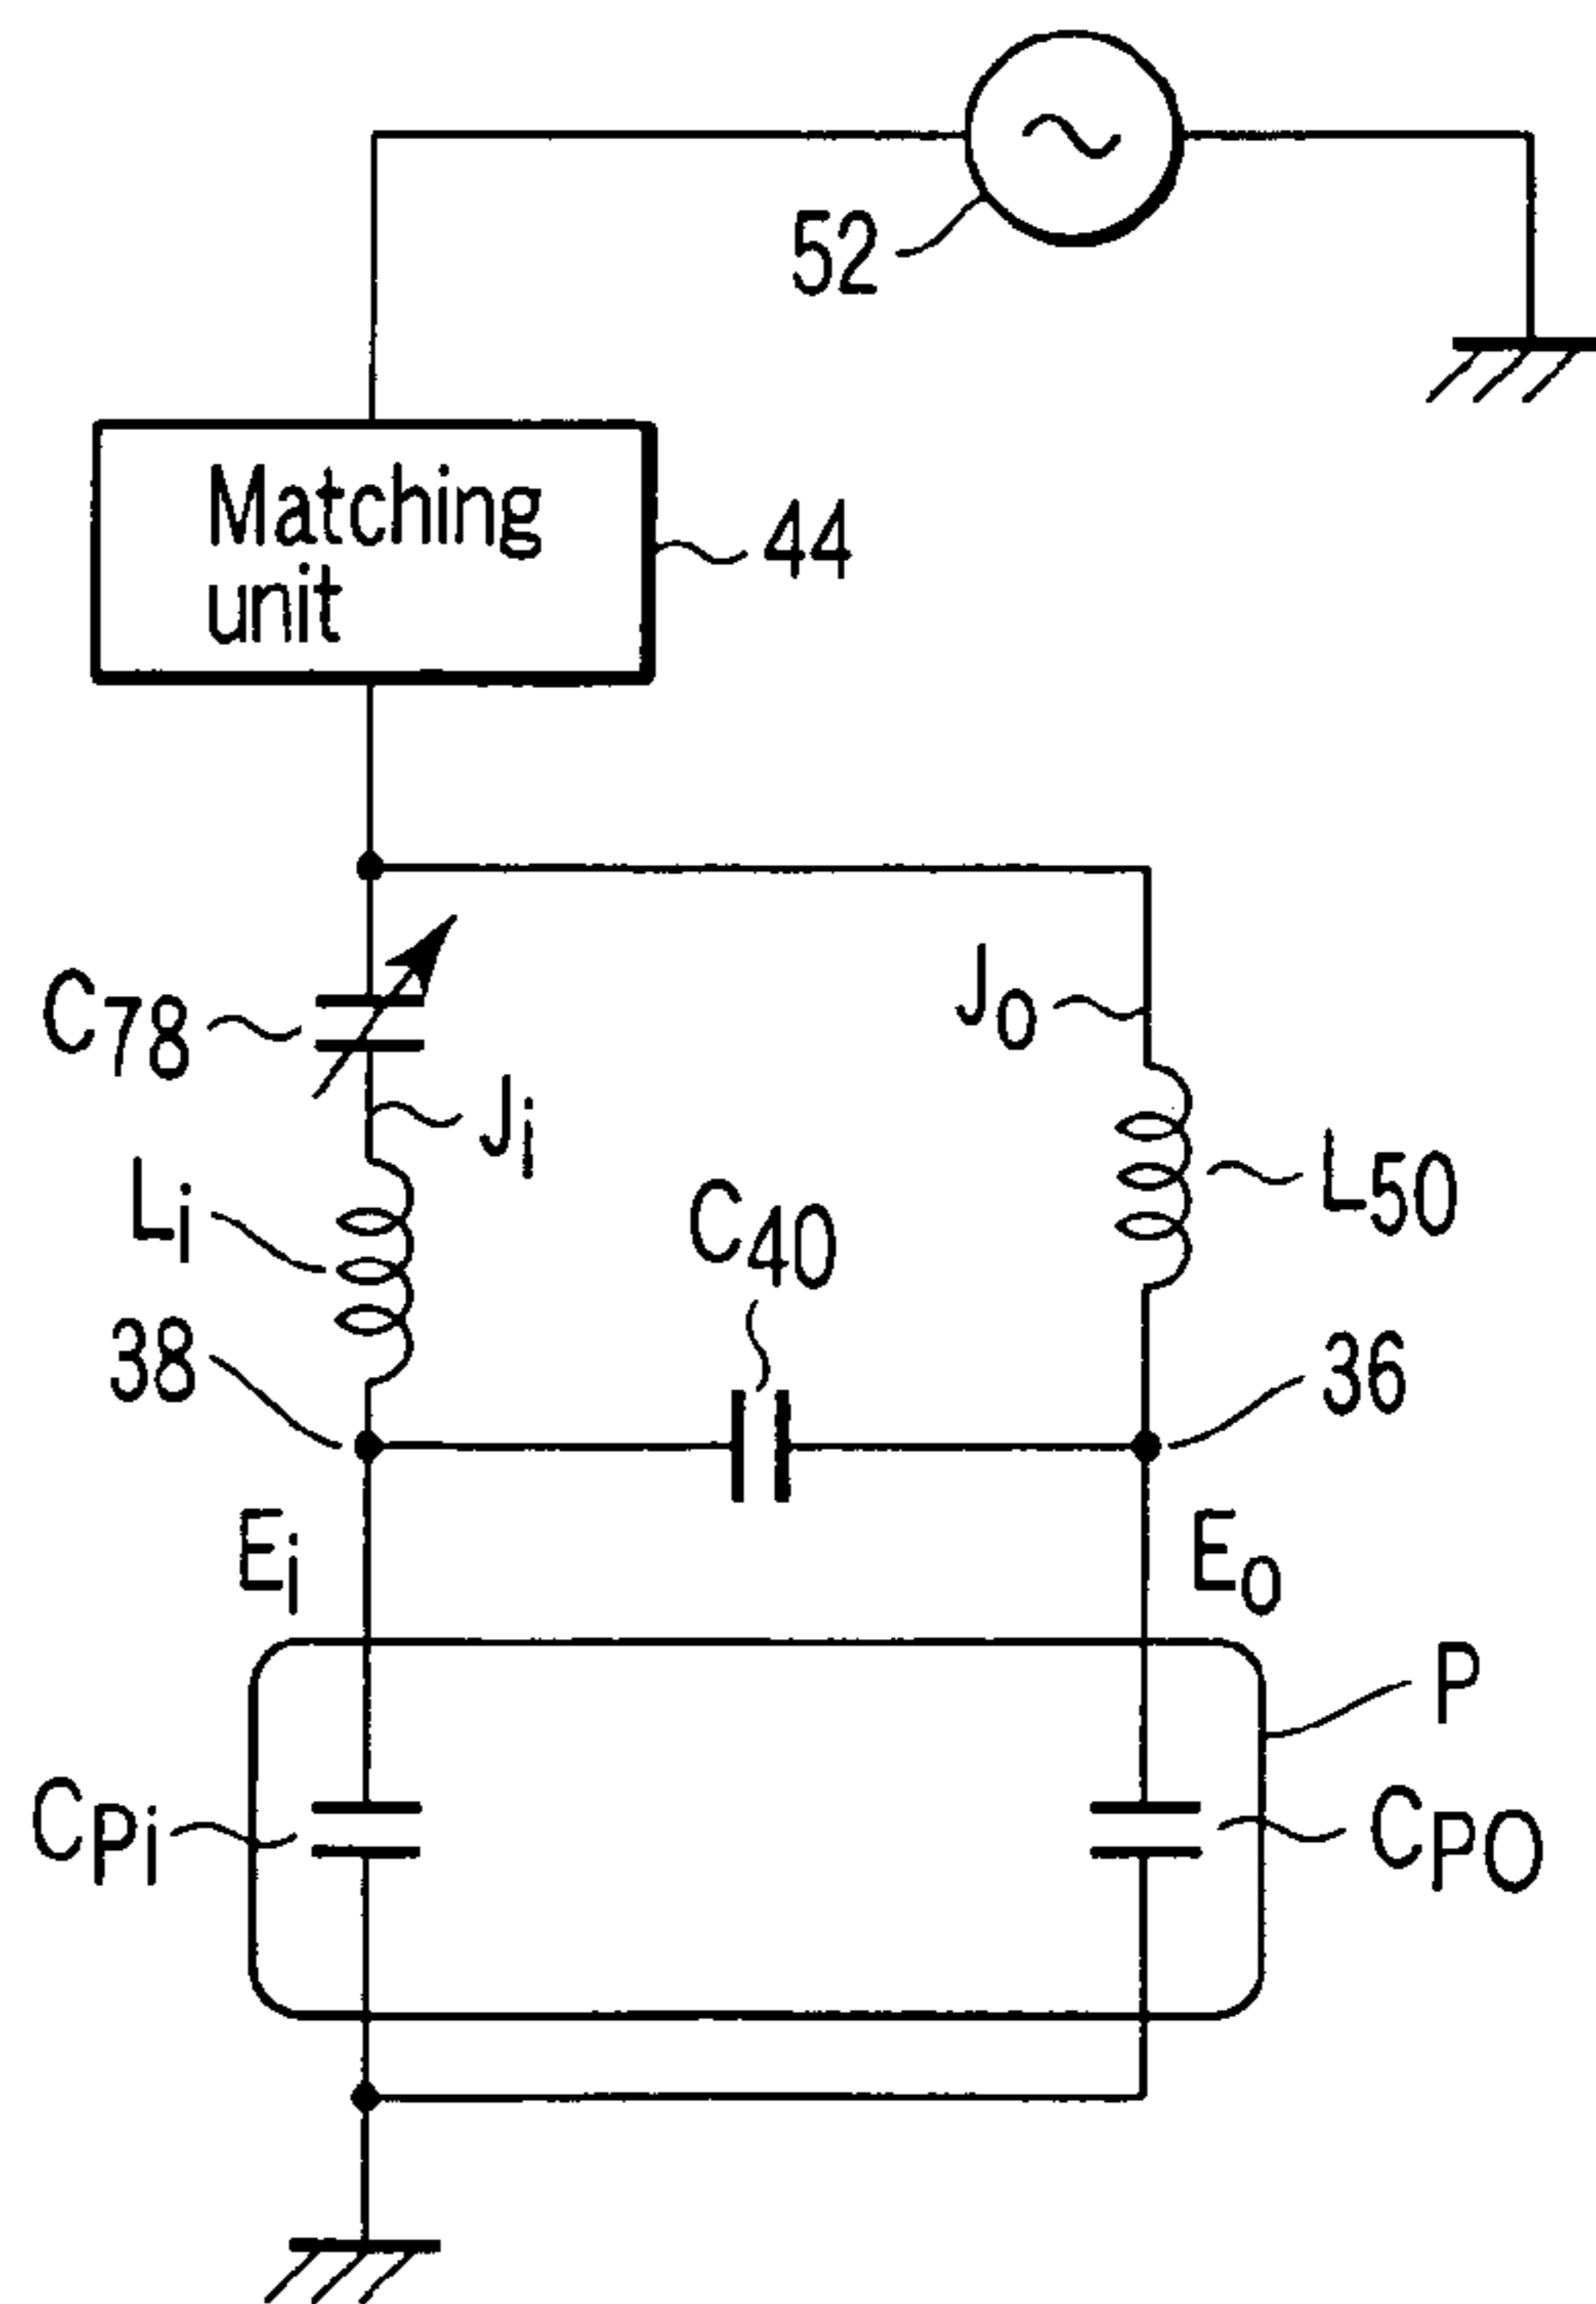 52
Matching
unit
44
C78
Jo
Ji
Li
L50
C40
38
36
Ei
Eo
P
CPi
CPO